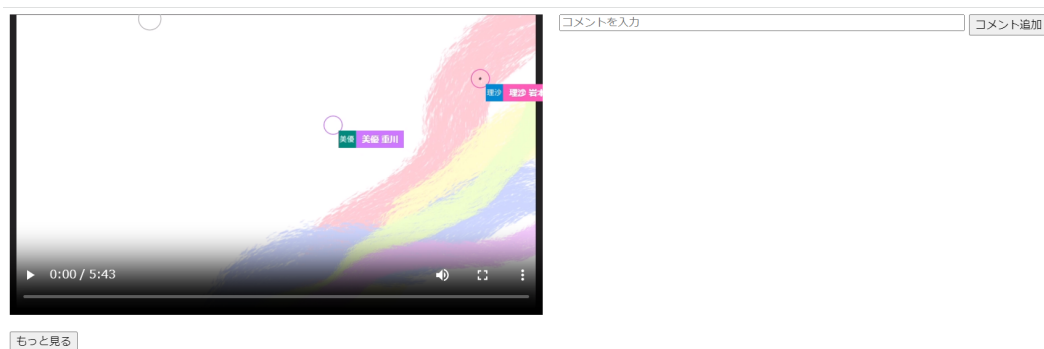 コメントを入力
コメント追加
理沙 理沙 岩本
美優 美優 重川
0:00 / 5:43
もっと見る